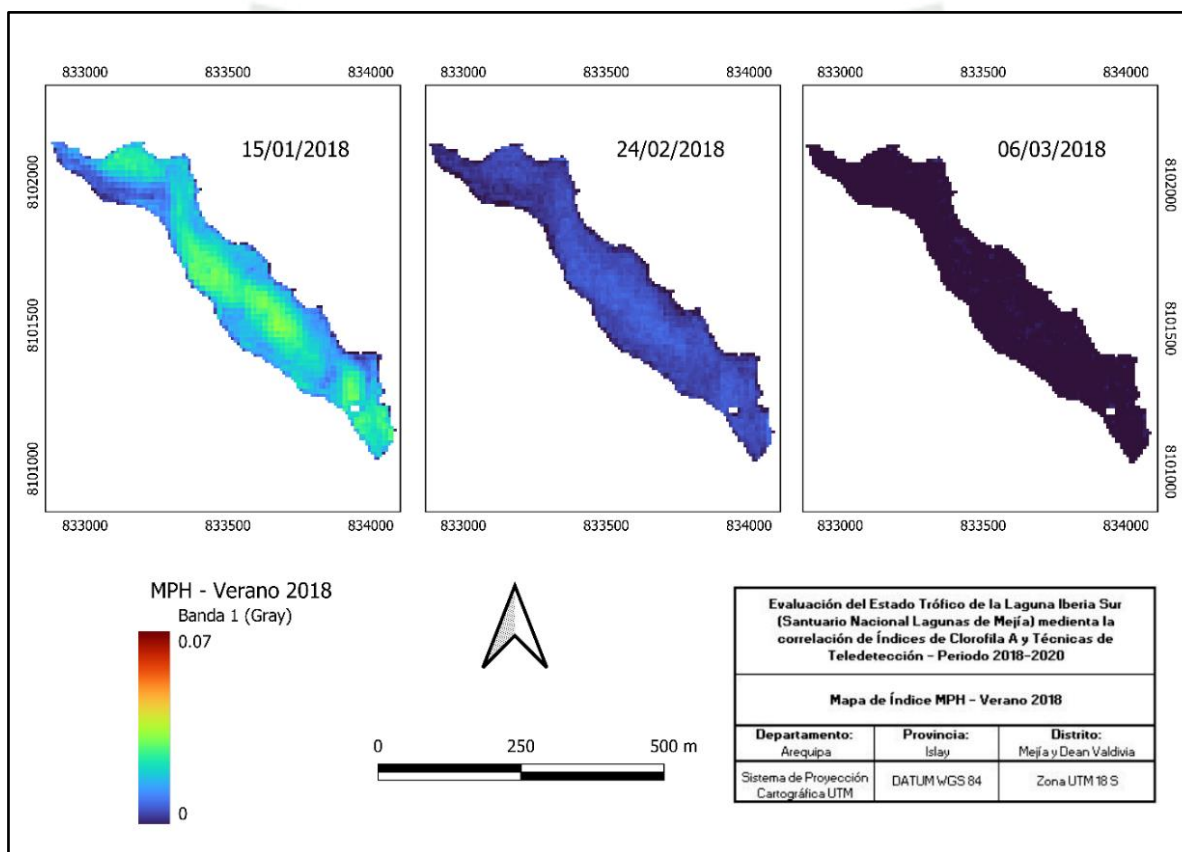 833000 833500 834000 833000 833500 834000 833000 833500 834000
15/01/2018 24/02/2018 06/03/2018
8102000 8102000
8101500 8101500
8101000 8101000
833000 833500 834000 833000 833500 834000 833000 833500 834000
MPH - Verano 2018
Banda 1 (Gray)
0.07
0
0 250 500 m
Evaluación del Estado Trófico de la Laguna Iberia Sur
(Santuario Nacional Lagunas de Mejía) medienta la
correlación de Índices de Clorofila A y Técnicas de
Teledetección - Periodo 2018-2020
Mapa de Índice MPH - Verano 2018
Departamento: Provincia: Distrito:
Arequipa Islay Mejía y Dean Valdivia
Sistema de Proyección DATUM WGS 84 Zona UTM 18 S
Cartográfica UTM